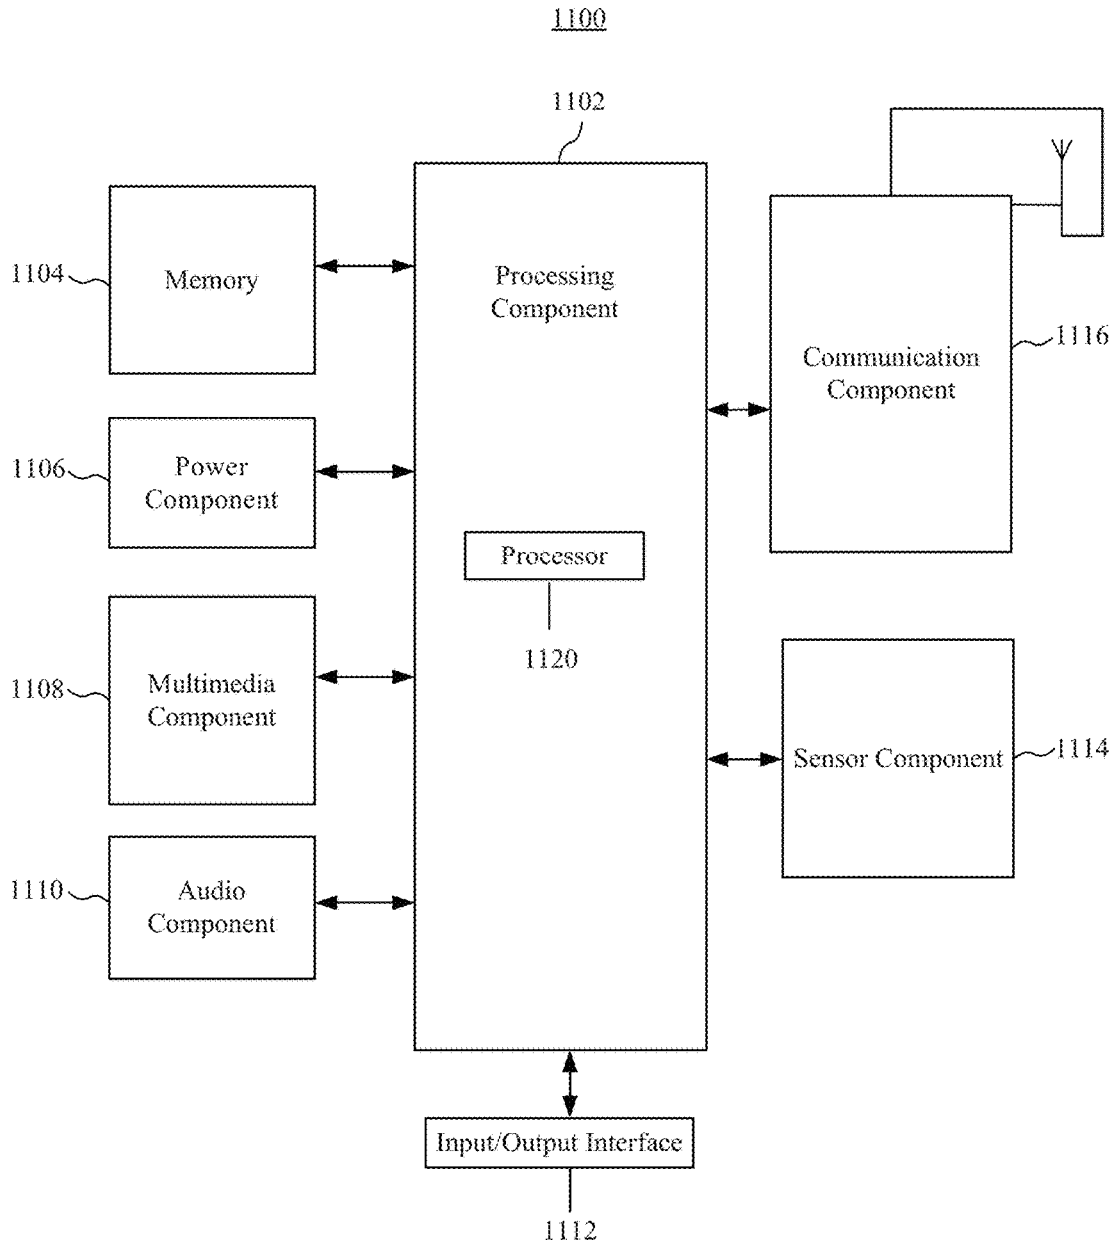 1100
1102
1104
Memory
Processing
Component
Communication
Component
1116
1106
Power
Component
Processor
1120
1108
Multimedia
Component
Sensor Component
1114
1110
Audio
Component
Input/Output Interface
1112